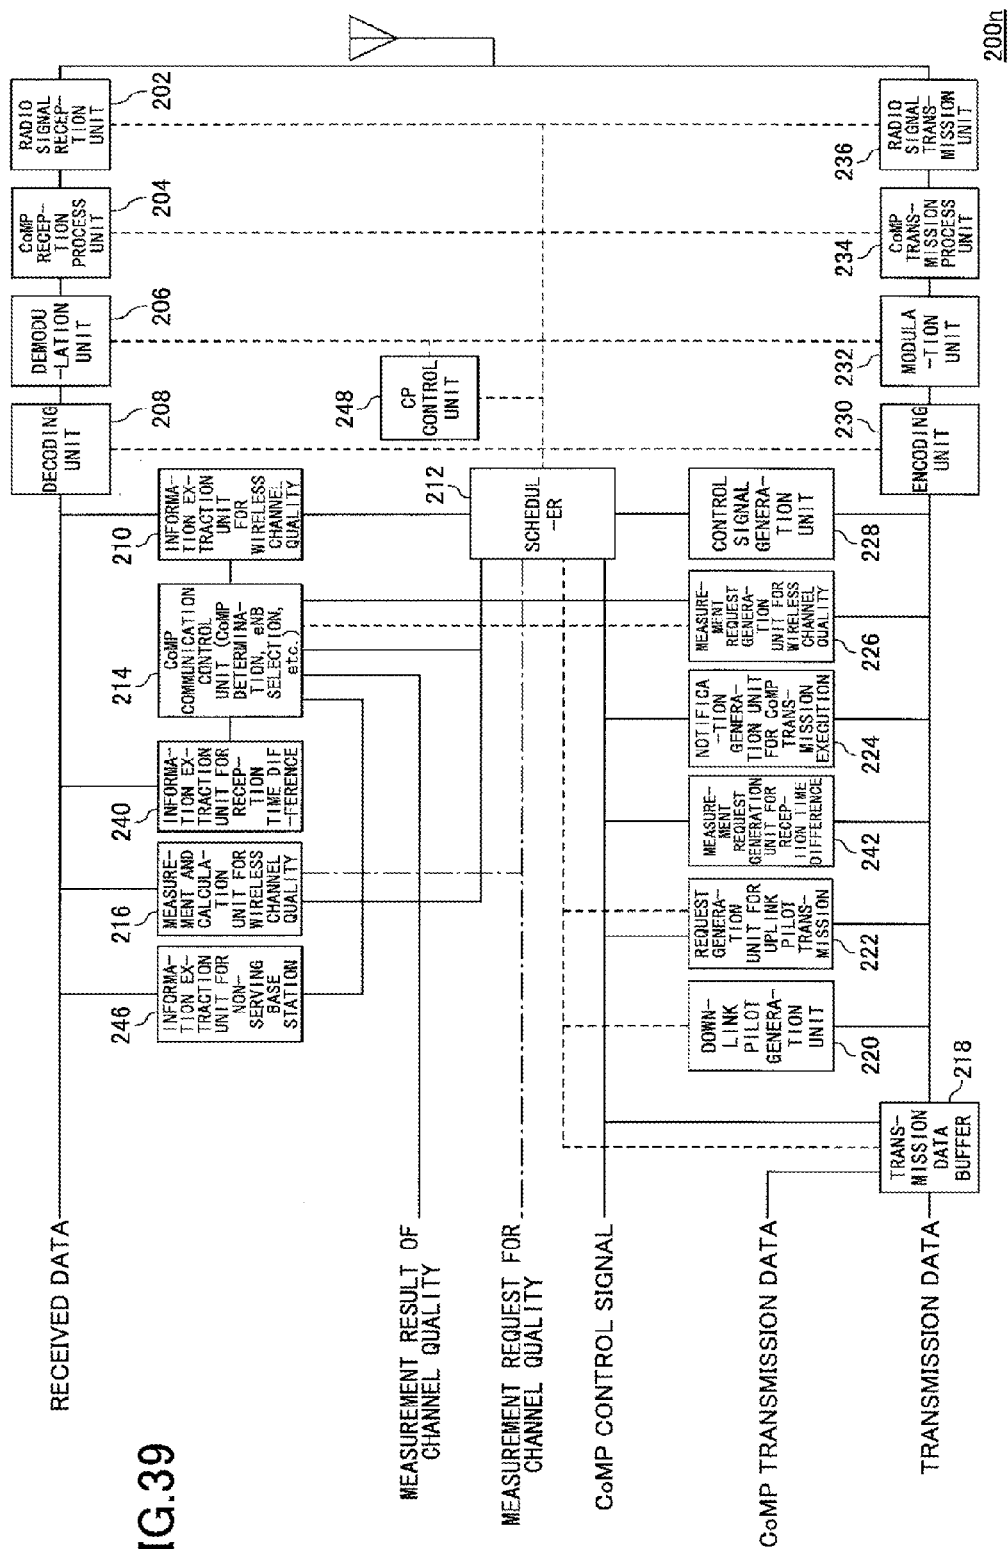 IG.39
200n
RADIO
SIGNAL
RECEP-
TION
UNIT
202
CoMP
RECEP-
TION
PROCESS
UNIT
204
DEMODU
-LATION
UNIT
206
DECODING
UNIT
208
INFORMA-
TION EX-
TRACTION
UNIT
FOR
WIRELESS
CHANNEL
QUALITY
210
CoMP
COMMUNICATION
CONTROL
UNIT (CoMP
DETERMINA-
TION, eNB
SELECTION,
etc.)
214
INFORMA-
TION EX-
TRACTION
UNIT FOR
RECEP-
TION
TIME DIF
-FERENCE
240
MEASURE-
MENT AND
CALCULA-
TION
UNIT FOR
WIRELESS
CHANNEL
QUALITY
216
INFORMA-
TION EX-
TRACTION
UNIT FOR
NON-
SERVING
BASE
STATION
246
RECEIVED DATA
CP
CONTROL
UNIT
248
SCHEDUL
-ER
212
MEASUREMENT RESULT OF
CHANNEL QUALITY
MEASUREMENT REQUEST FOR
CHANNEL QUALITY
CoMP CONTROL SIGNAL
CoMP TRANSMISSION DATA
TRANSMISSION DATA
RADIO
SIGNAL
TRANS-
MISSION
UNIT
236
CoMP
TRANS-
MISSION
PROCESS
UNIT
234
MODULA
-TION
UNIT
232
ENCODING
UNIT
230
CONTROL
SIGNAL
GENERA-
TION
UNIT
228
MEASURE-
MENT
REQUEST
GENERA-
TION
UNIT FOR
WIRELESS
CHANNEL
QUALITY
226
NOTIFICA
-TION
GENERA-
TION UNIT
FOR CoMP
TRANS-
MISSION
EXECUTION
224
MEASURE-
MENT
REQUEST
GENERATION
UNIT FOR
RECEP-
TION TIME
DIFFERENCE
242
REQUEST
GENERA-
TION
UNIT FOR
UPLINK
PILOT
TRANS-
MISSION
222
DOWN-
LINK
PILOT
GENERA-
TION
UNIT
220
TRANS-
MISSION
DATA
BUFFER
218